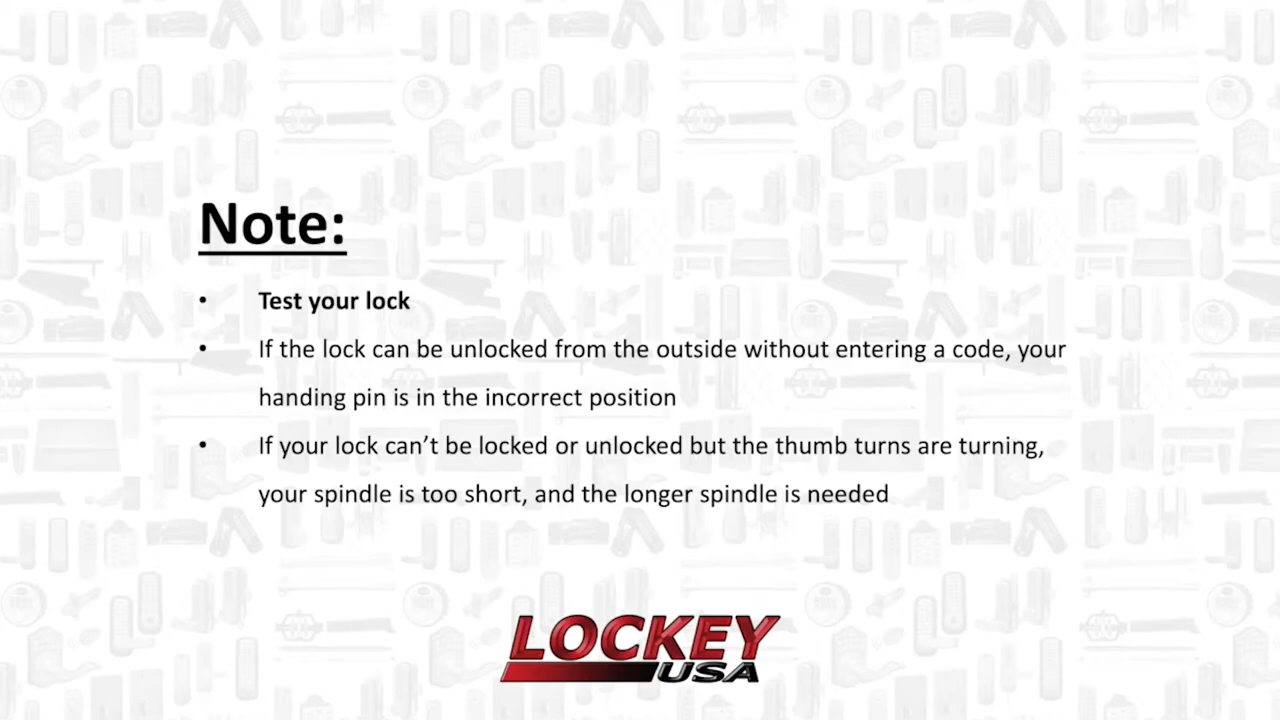 Note:
• Test your lock
• If the lock can be unlocked from the outside without entering a code, your
handing pin is in the incorrect position
• If your lock can’t be locked or unlocked but the thumb turns are turning,
your spindle is too short, and the longer spindle is needed
LOCKEY
USA